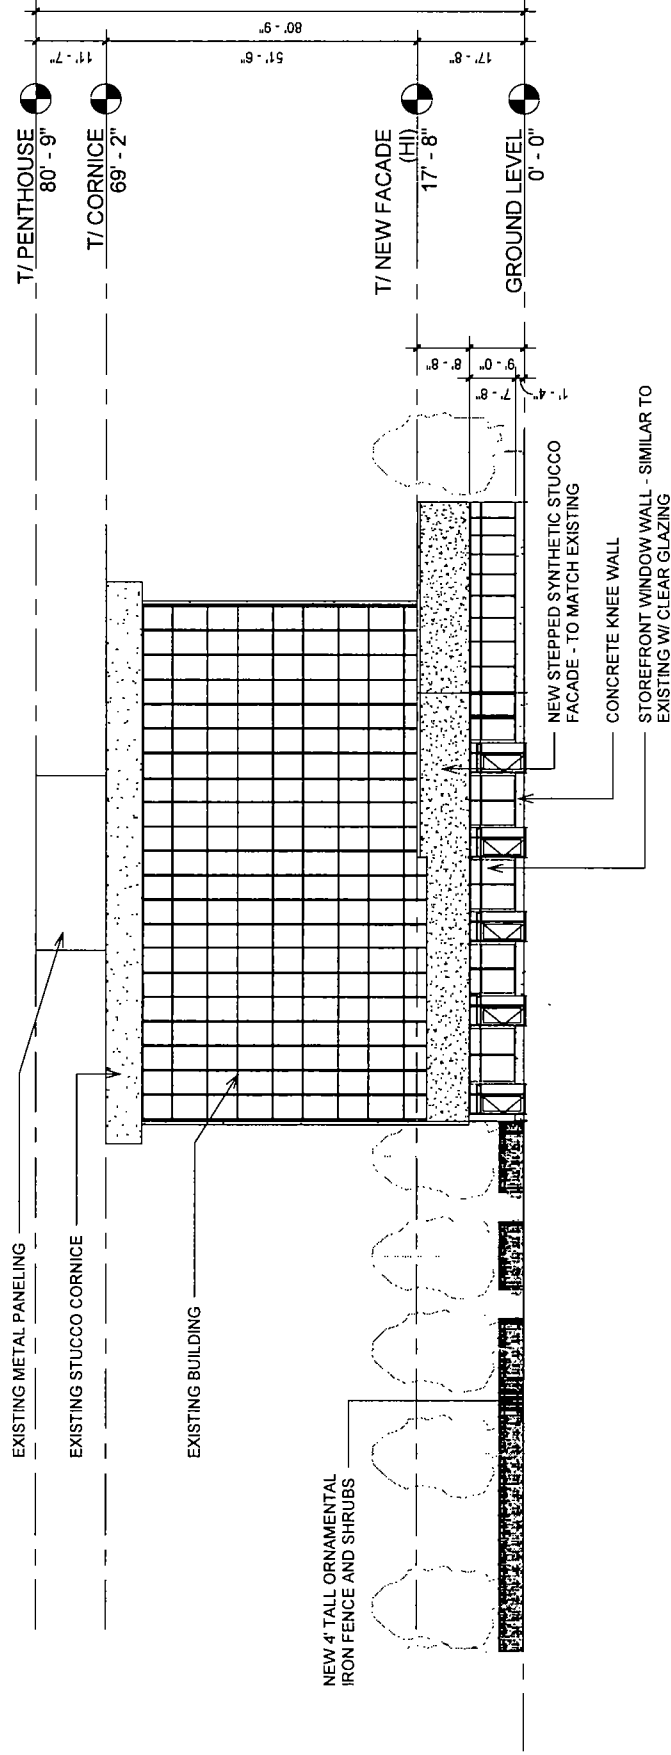 EXISTING METAL PANELING
EXISTING STUCCO CORNICE
EXISTING BUILDING
NEW 4' TALL ORNAMENTAL
IRON FENCE AND SHRUBS
T/ PENTHOUSE
80' - 9"
T/ CORNICE
69' - 2"
T/ NEW FACADE
(HI)
17' - 8"
GROUND LEVEL
0' - 0"
11' - 7"
51' - 6"
17' - 8"
80' - 9"
8' - 8"
9' - 0"
7' - 8"
1' - 4"
NEW STEPPED SYNTHETIC STUCCO
FACADE - TO MATCH EXISTING
CONCRETE KNEE WALL
STOREFRONT WINDOW WALL - SIMILAR TO
EXISTING W/ CLEAR GLAZING